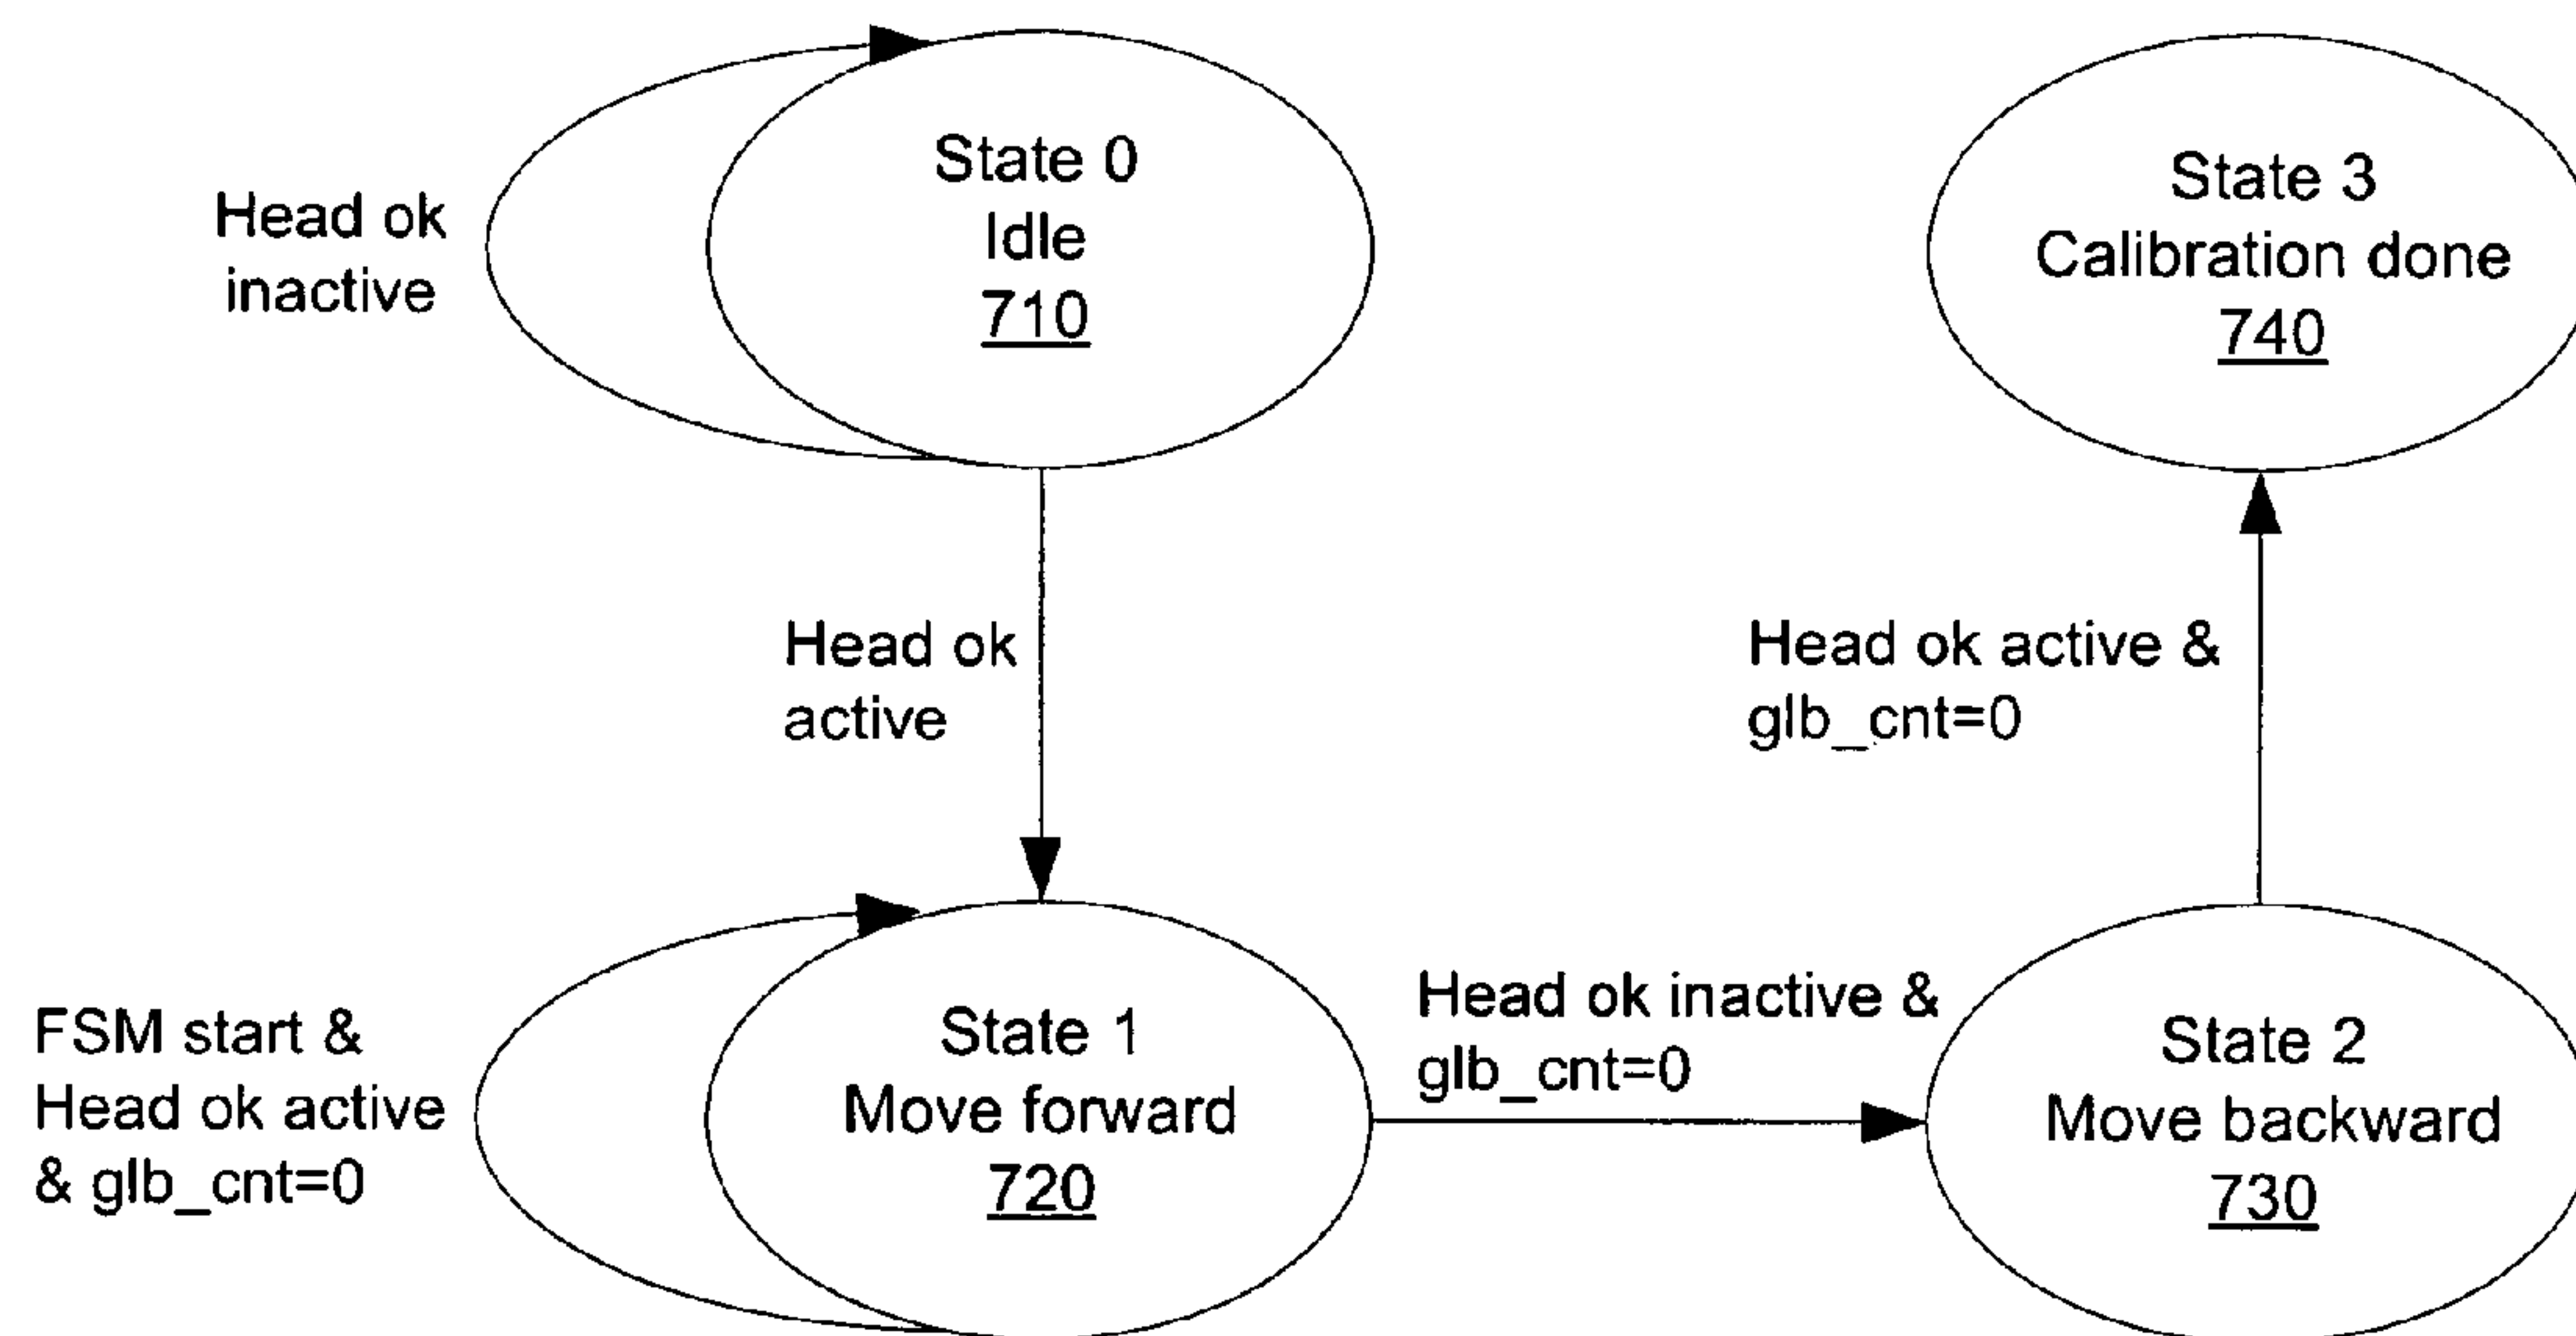 State 0
Idle
710
Head ok
inactive
State 3
Calibration done
740
Head ok
active
Head ok active &
glb_cnt=0
FSM start &
Head ok active
& glb_cnt=0
State 1
Move forward
720
Head ok inactive &
glb_cnt=0
State 2
Move backward
730